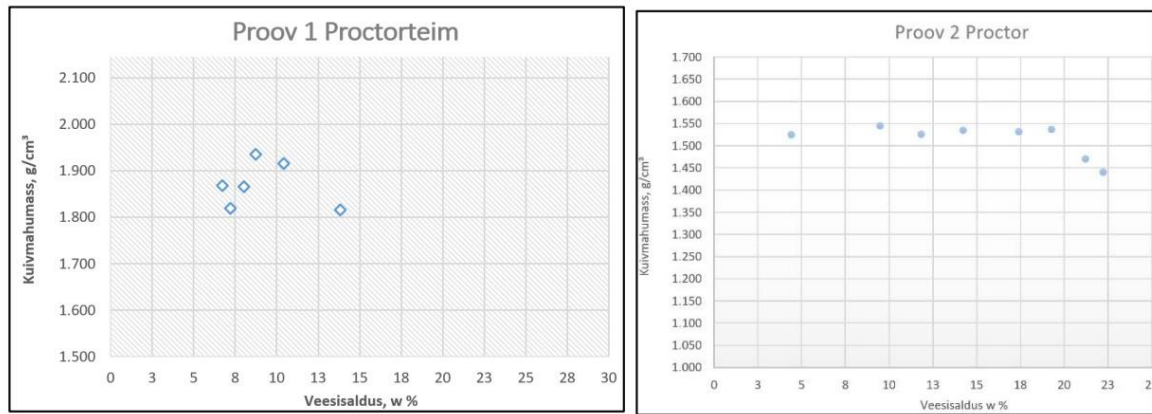 Proov 1 Proctorteim
Kuivmahumass, g/cm³
2.100
2.000
1.900
1.800
1.700
1.600
1.500
0 3 5 8 10 13 15 18 20 23 25 28 30
Veesisaldus, w %
Proov 2 Proctor
Kuivmahumass, g/cm³
1.700
1.650
1.600
1.550
1.500
1.450
1.400
1.350
1.300
1.250
1.200
1.150
1.100
1.050
1.000
0 3 5 8 10 13 15 18 20 23
Veesisaldus w %